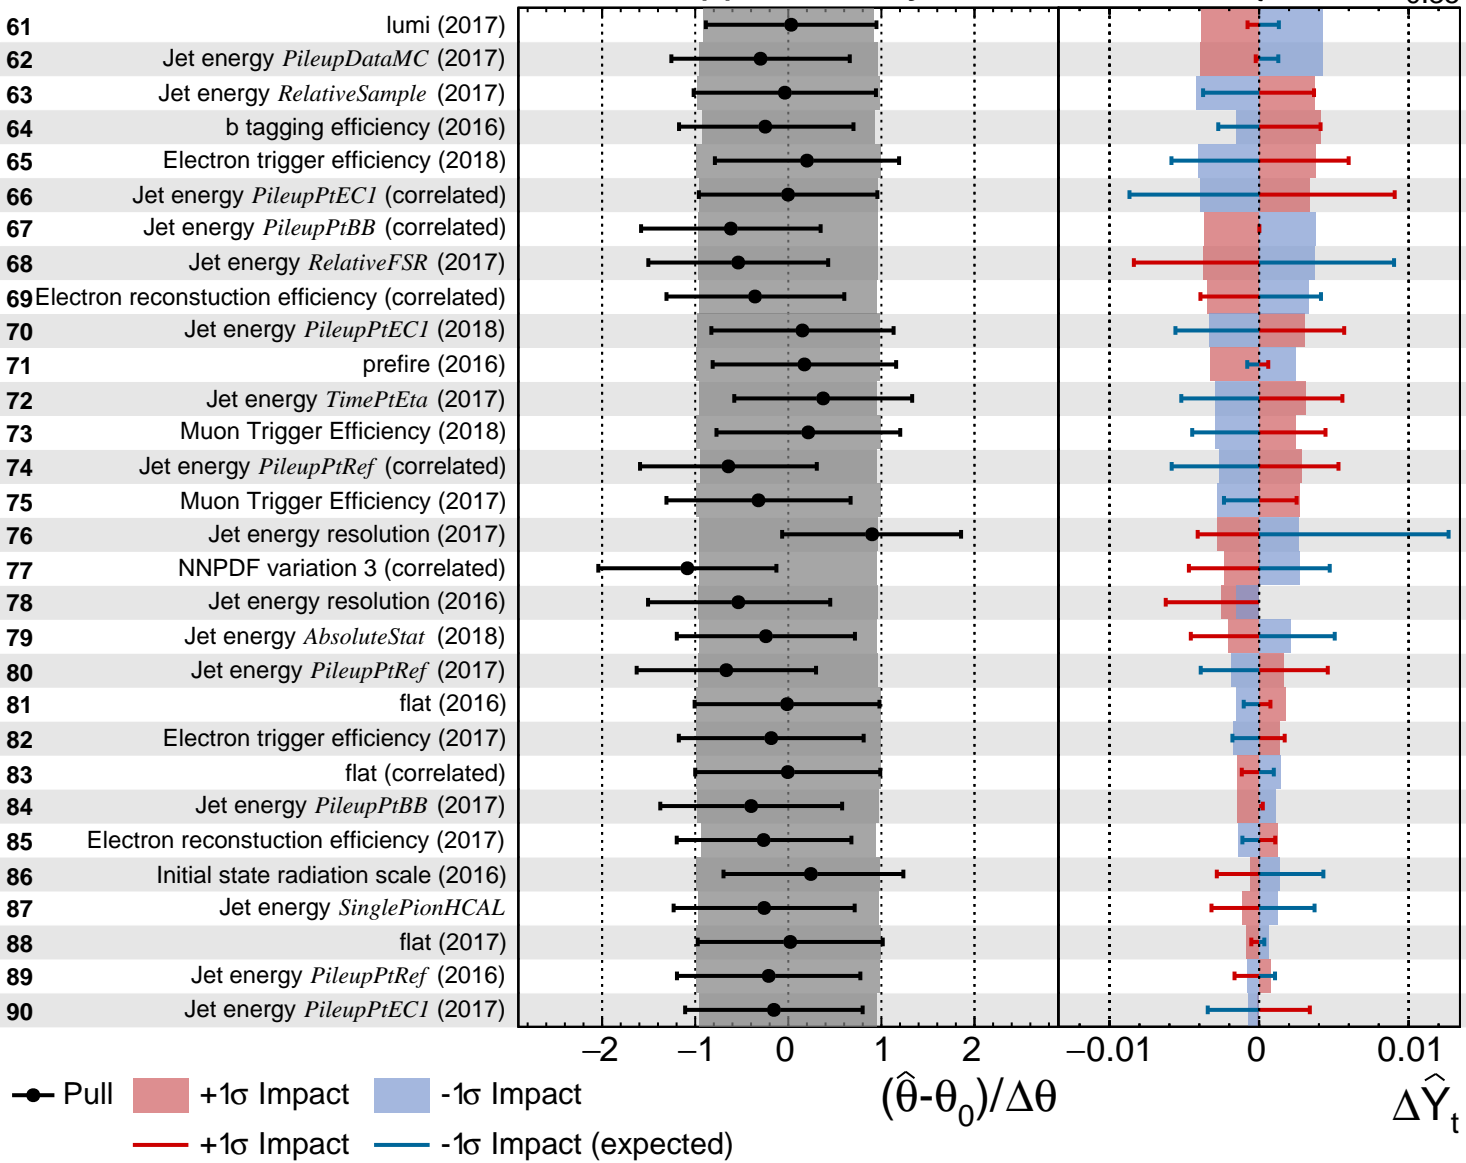 61 lumi (2017)
62 Jet energy PileupDataMC (2017)
63 Jet energy RelativeSample (2017)
64 b tagging efficiency (2016)
65 Electron trigger efficiency (2018)
66 Jet energy PileupPtEC1 (correlated)
67 Jet energy PileupPtBB (correlated)
68 Jet energy RelativeFSR (2017)
69 Electron reconstuction efficiency (correlated)
70 Jet energy PileupPtEC1 (2018)
71 prefire (2016)
72 Jet energy TimePtEta (2017)
73 Muon Trigger Efficiency (2018)
74 Jet energy PileupPtRef (correlated)
75 Muon Trigger Efficiency (2017)
76 Jet energy resolution (2017)
77 NNPDF variation 3 (correlated)
78 Jet energy resolution (2016)
79 Jet energy AbsoluteStat (2018)
80 Jet energy PileupPtRef (2017)
81 flat (2016)
82 Electron trigger efficiency (2017)
83 flat (correlated)
84 Jet energy PileupPtBB (2017)
85 Electron reconstuction efficiency (2017)
86 Initial state radiation scale (2016)
87 Jet energy SinglePionHCAL
88 flat (2017)
89 Jet energy PileupPtRef (2016)
90 Jet energy PileupPtEC1 (2017)
−2 −1 0 1 2 −0.01 0 0.01
Pull +1σ Impact -1σ Impact (θ̂-θ₀)/Δθ ΔŶₜ
+1σ Impact -1σ Impact (expected)